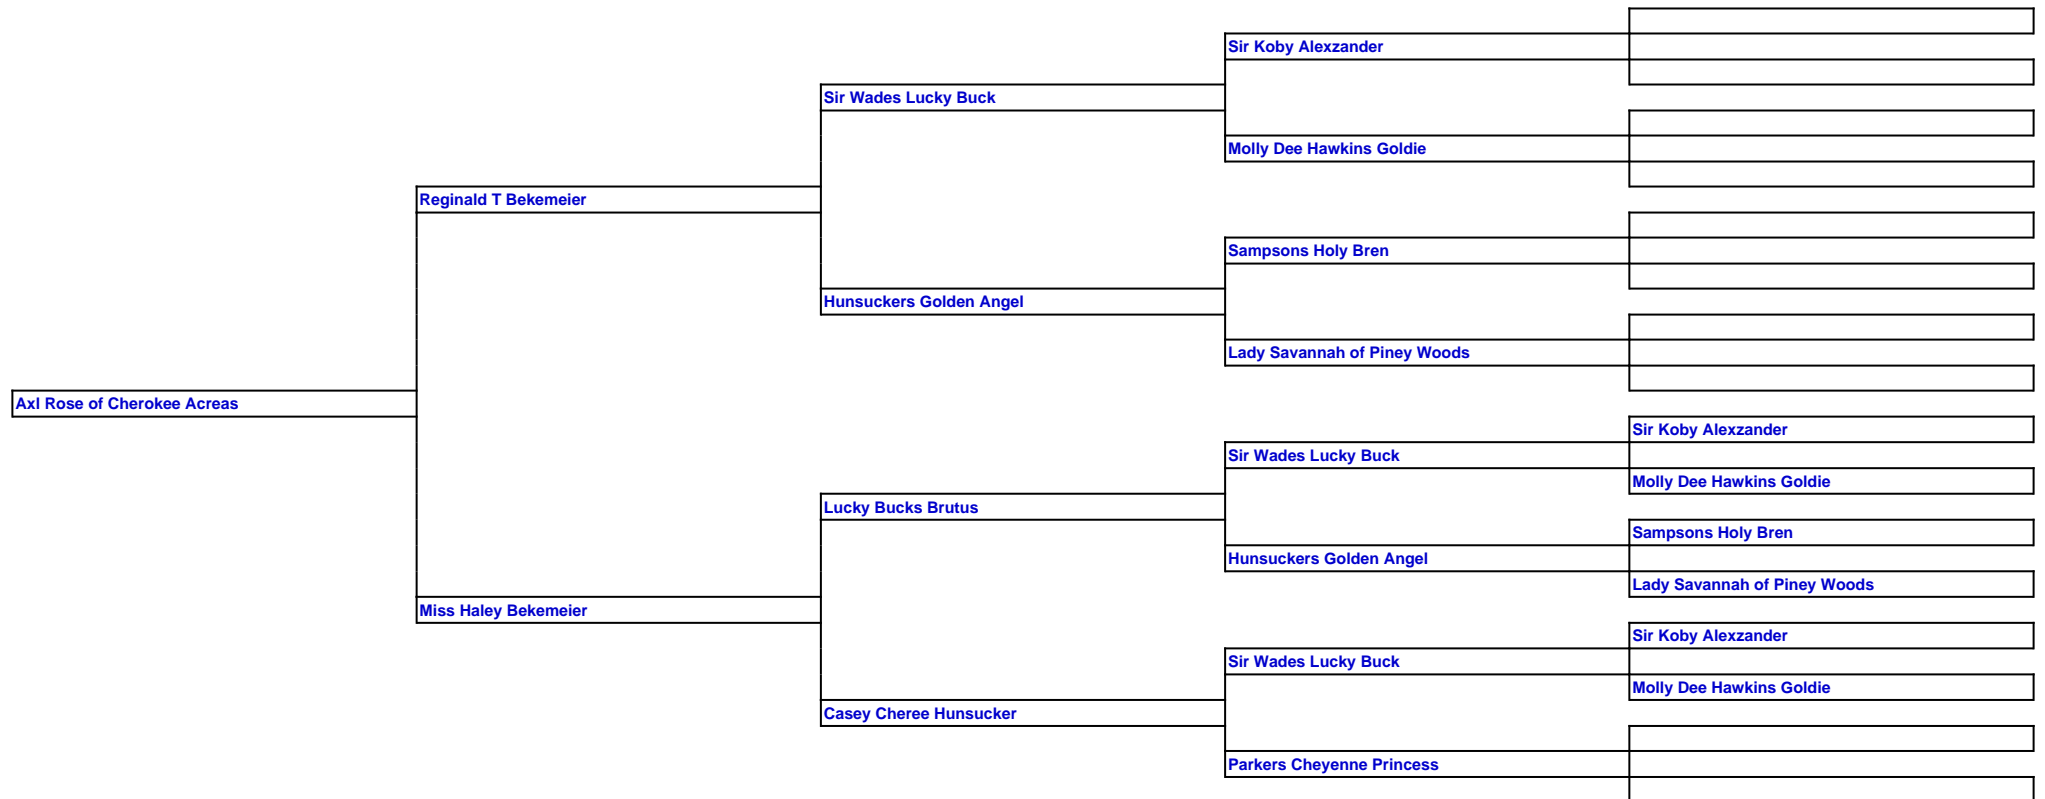 Sir Koby Alexzander
Sir Wades Lucky Buck
Molly Dee Hawkins Goldie
Reginald T Bekemeier
Sampsons Holy Bren
Hunsuckers Golden Angel
Lady Savannah of Piney Woods
Axl Rose of Cherokee Acreas
Sir Koby Alexzander
Sir Wades Lucky Buck
Molly Dee Hawkins Goldie
Lucky Bucks Brutus
Sampsons Holy Bren
Hunsuckers Golden Angel
Lady Savannah of Piney Woods
Miss Haley Bekemeier
Sir Koby Alexzander
Sir Wades Lucky Buck
Molly Dee Hawkins Goldie
Casey Cheree Hunsucker
Parkers Cheyenne Princess